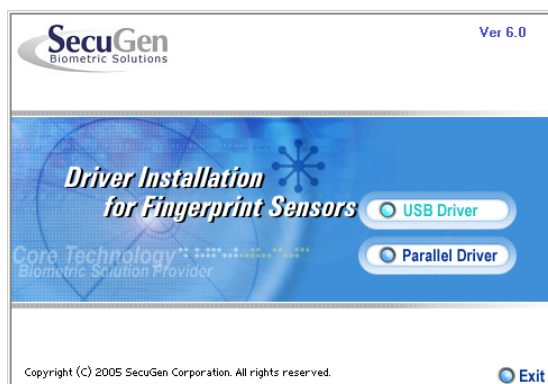 SecuGen
Biometric Solutions
Ver 6.0
Driver Installation
for Fingerprint Sensors
USB Driver
Parallel Driver
Core Technology
Biometric Solution Provider
Copyright (C) 2005 SecuGen Corporation. All rights reserved.
Exit